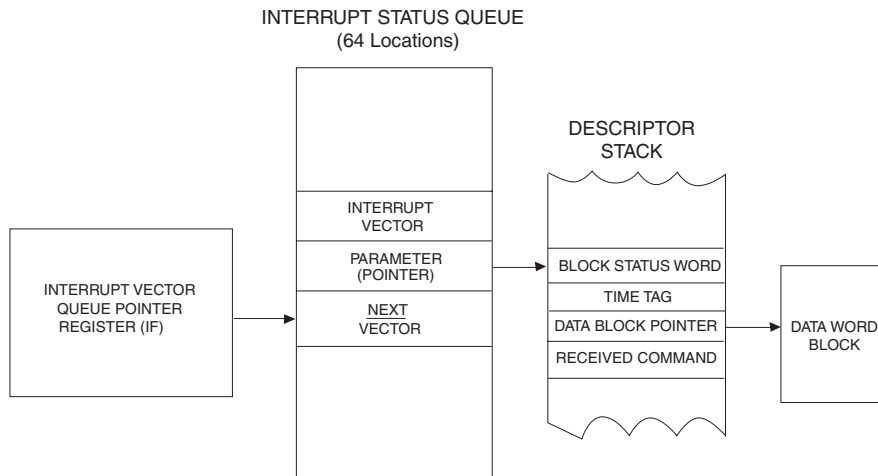 INTERRUPT STATUS QUEUE
(64 Locations)
DESCRIPTOR
STACK
INTERRUPT
VECTOR
PARAMETER
(POINTER)
NEXT
VECTOR
INTERRUPT VECTOR
QUEUE POINTER
REGISTER (IF)
BLOCK STATUS WORD
TIME TAG
DATA BLOCK POINTER
RECEIVED COMMAND
DATA WORD
BLOCK